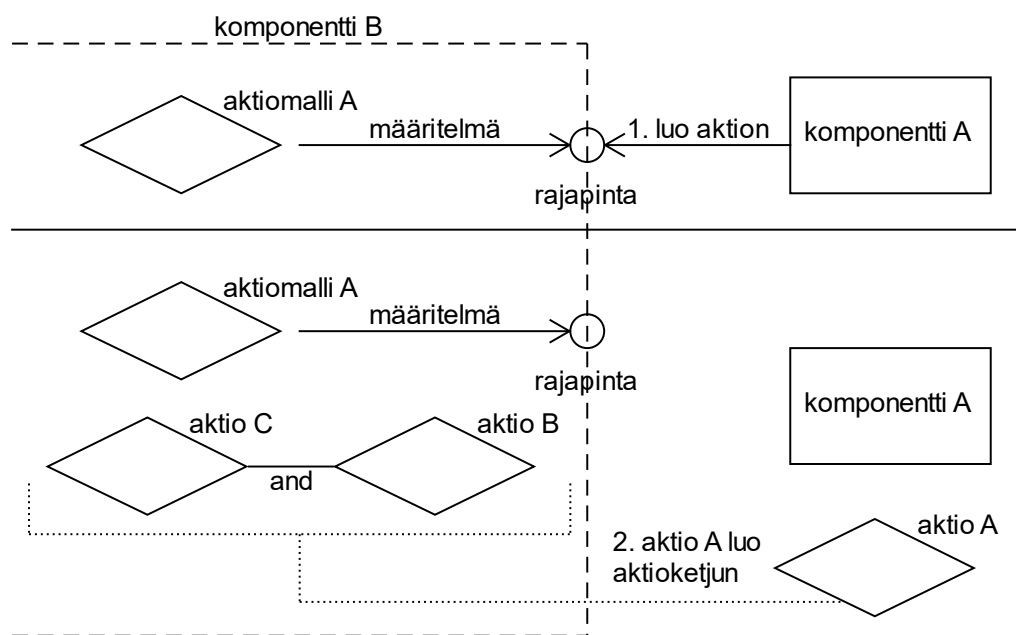 komponentti B
aktiomalli A
määritelmä
1. luo aktion
komponentti A
rajapinta
aktiomalli A
määritelmä
rajapinta
komponentti A
aktio C
aktio B
and
aktio A
2. aktio A luo
aktioketjun